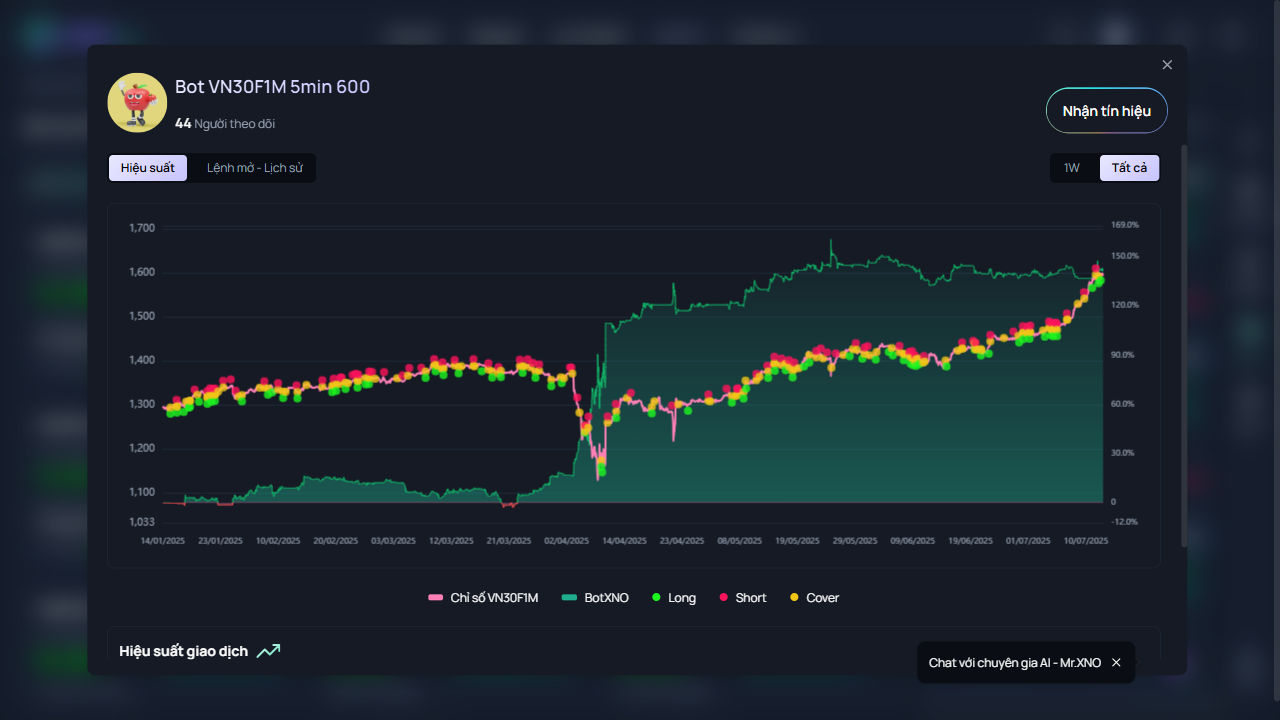 Bot VN30F1M 5min 600
44 Người theo dõi
Nhận tín hiệu
Hiệu suất
Lệnh mở - Lịch sử
1W
Tất cả
1,700
1,600
1,500
1,400
1,300
1,200
1,100
1,033
169.0%
150.0%
120.0%
90.0%
60.0%
30.0%
0
-12.0%
14/01/2025 23/01/2025 10/02/2025 20/02/2025 03/03/2025 12/03/2025 21/03/2025 02/04/2025 14/04/2025 23/04/2025 08/05/2025 19/05/2025 29/05/2025 09/06/2025 19/06/2025 01/07/2025 10/07/2025
Chỉ số VN30F1M BotXNO Long Short Cover
Hiệu suất giao dịch
Chat với chuyên gia AI - Mr.XNO